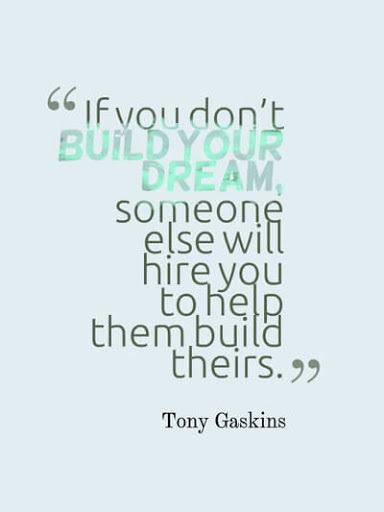 “ If you don’t
BUiLD YOUR
DREAM,
someone
else will
hire you
to help
them build
theirs. ”
Tony Gaskins